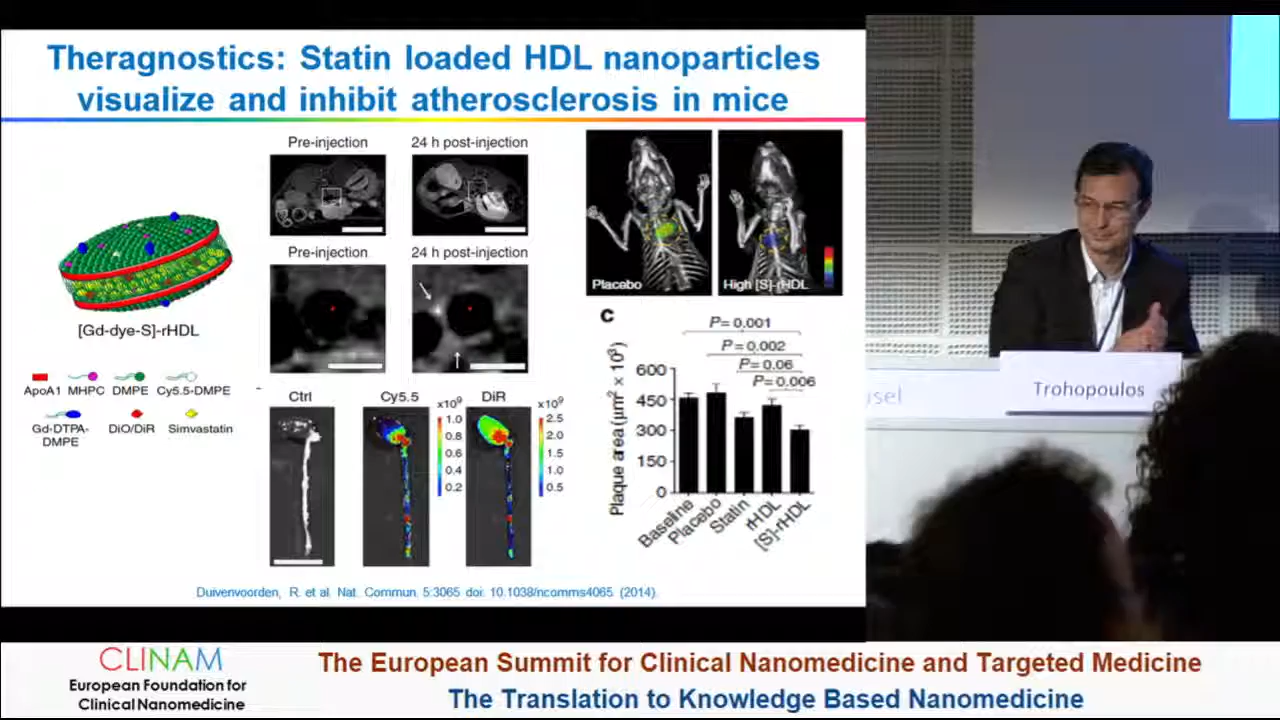 Theragnostics: Statin loaded HDL nanoparticles
visualize and inhibit atherosclerosis in mice
Pre-injection
24 h post-injection
Pre-injection
24 h post-injection
[Gd-dye-S]-rHDL
ApoA1 MHPC DMPE Cy5.5-DMPE
Gd-DTPA-
DMPE
DiO/DiR
Simvastatin
Ctrl
Cy5.5
x10⁹
1.0
0.8
0.6
0.4
0.2
DiR
x10⁹
2.5
2.0
1.5
1.0
0.5
Placebo
High [S]-rHDL
c
P= 0.001
P = 0.002
P = 0.06
P = 0.006
Plaque area (µm² × 10³)
600
450
300
150
0
Baseline
Placebo
Statin
rHDL
[S]-rHDL
Duivenvoorden, R. et al. Nat. Commun. 5:3065 doi: 10.1038/ncomms4065 (2014).
Trohopoulos
CLINAM
European Foundation for
Clinical Nanomedicine
The European Summit for Clinical Nanomedicine and Targeted Medicine
The Translation to Knowledge Based Nanomedicine